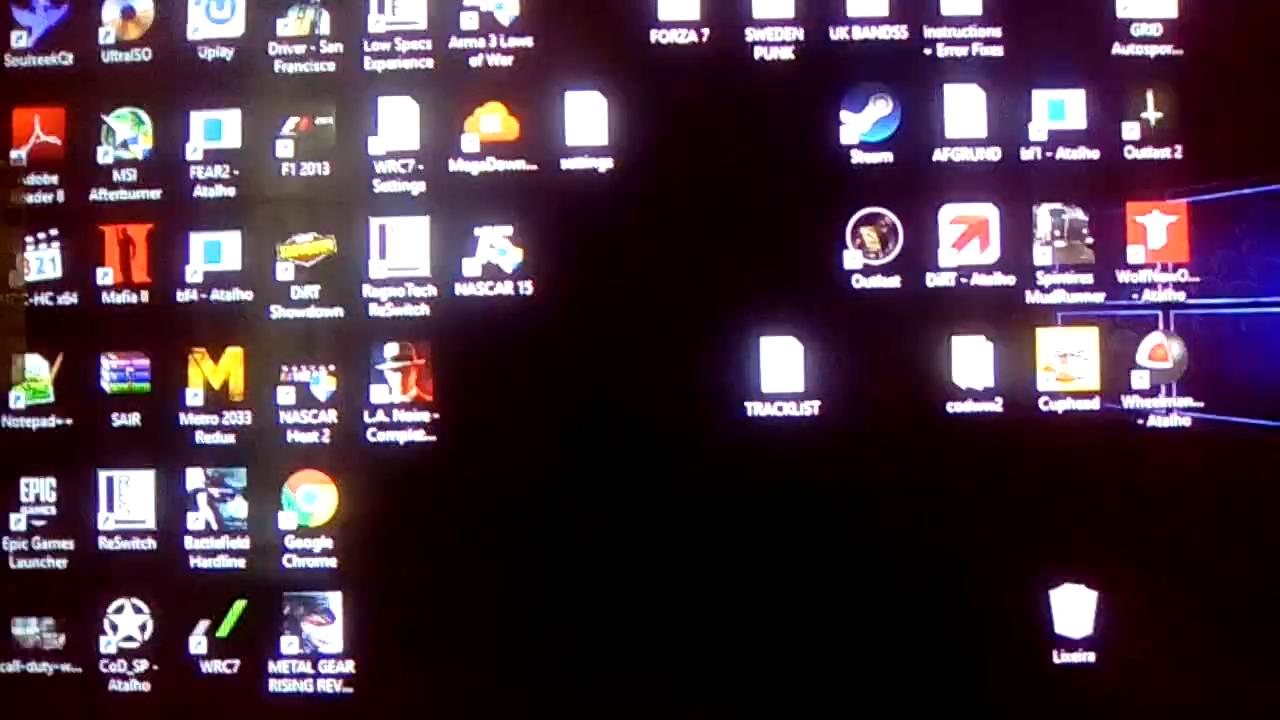 SoulseekQt
UltraISO
Uplay
Driver - San
Francisco
Low Specs
Experience
Arma 3 Laws
of War
FORZA 7
SWEDEN
PUNK
UK BANDSS
Instructions
- Error Fixes
GRID
Autospor...
Adobe
Reader 8
MSI
Afterburner
FEAR2 -
Atalho
F1 2013
WRC7 -
Settings
MegaDown...
settings
Steam
AFGRUND
bf1 - Atalho
Outlast 2
321
-HC x64
Mafia II
bf4 - Atalho
DiRT
Showdown
RagnoTech
ReSwitch
NASCAR 15
Outlast
DiRT - Atalho
Spintires
MudRunner
WolfNewO...
- Atalho
Notepad++
SAIR
Metro 2033
Redux
NASCAR
Heat 2
L.A. Noire -
Complet...
TRACKLIST
codww2
Cuphead
Wheelman...
- Atalho
EPIC
GAMES
Epic Games
Launcher
ReSwitch
Battlefield
Hardline
Google
Chrome
call-duty-w...
CoD_SP -
Atalho
WRC7
METAL GEAR
RISING REV...
Lixeira